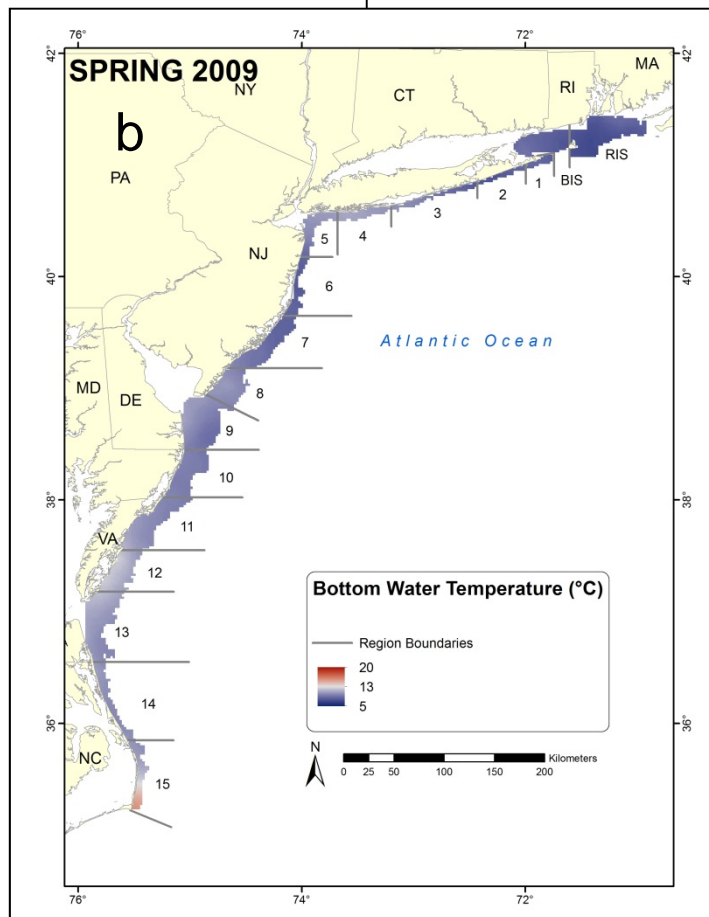 76°
74°
72°
42°
42°
SPRING 2009
b
NY
CT
RI
MA
PA
RIS
BIS
1
2
3
4
5
NJ
40°
40°
6
7
Atlantic Ocean
MD
DE
8
9
10
38°
38°
11
VA
12
13
14
36°
36°
NC
15
Bottom Water Temperature (°C)
Region Boundaries
20
13
5
N
Kilometers
0 25 50 100 150 200
76°
74°
72°